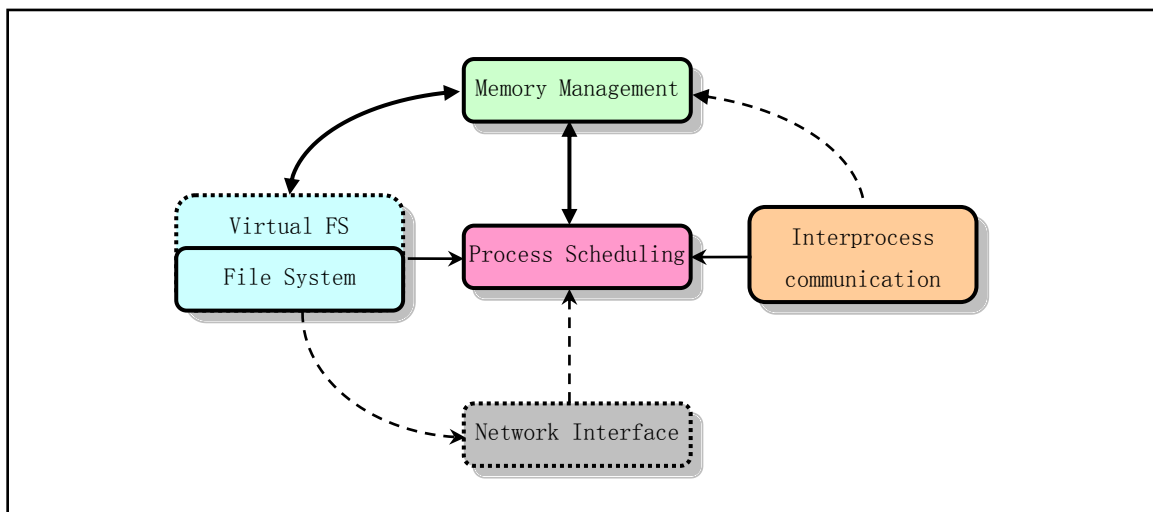 Memory Management
Virtual FS
File System
Process Scheduling
Interprocess
communication
Network Interface